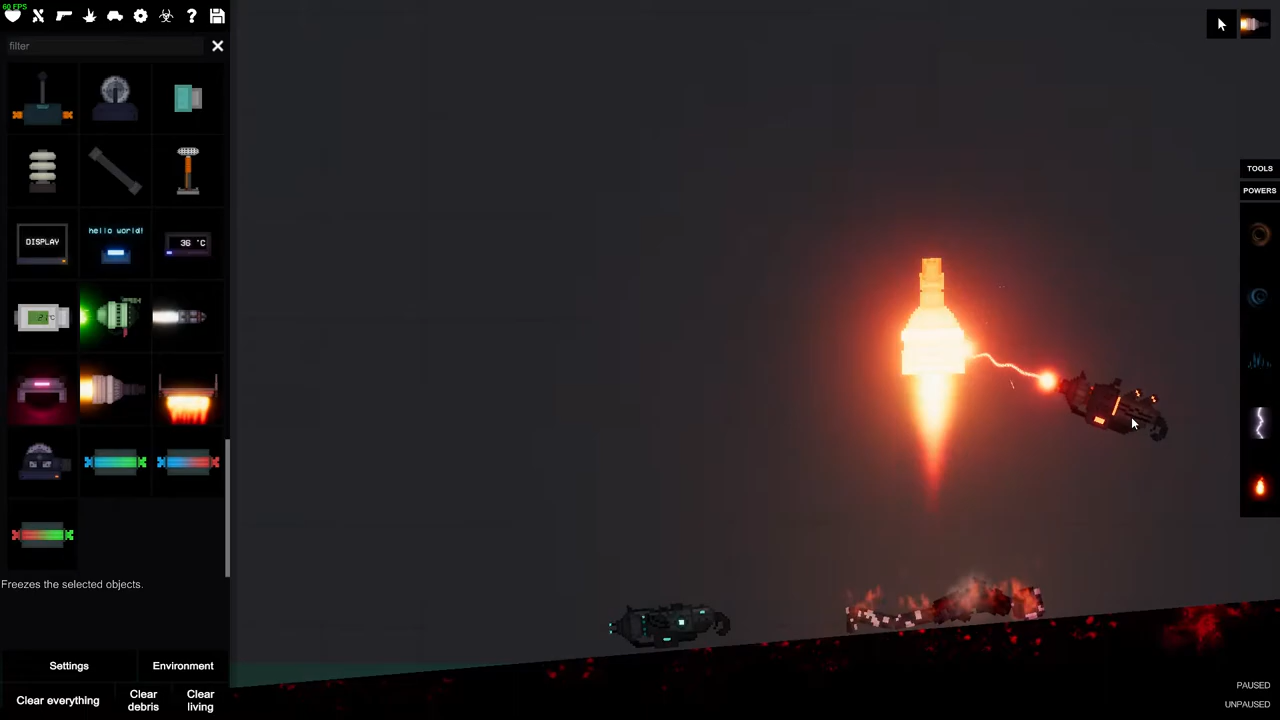 60 FPS
filter
TOOLS
POWERS
DISPLAY
hello world!
36 °C
Freezes the selected objects.
Settings
Environment
Clear everything
Clear debris
Clear living
PAUSED
UNPAUSED